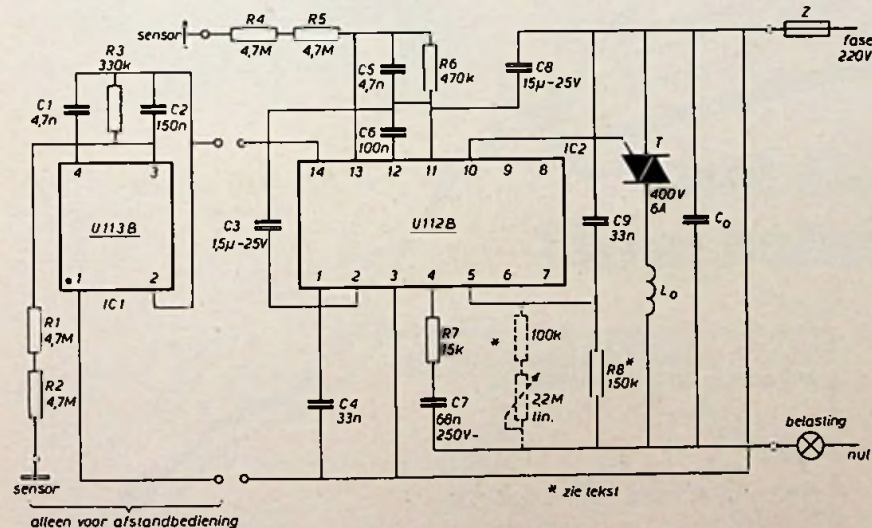 sensor
R4
4,7M
R5
4,7M
R3
330k
C1
4,7n
C2
150n
C5
4,7n
R6
470k
C8
15µ-25V
C6
100n
Z
fase
220V
4
3
U113B
1
2
IC1
14
13
12
11
10
9
8
IC2
U112B
1
2
3
4
5
6
7
C3
1,5µ-25V
T
400V
6A
C9
33n
Co
Lo
R1
4,7M
R2
4,7M
sensor
C4
33n
R7
15k
C7
68n
250V~
*
100k
2,2M
lin.
R8*
150k
belasting
nul
* zie tekst
alleen voor afstandbediening